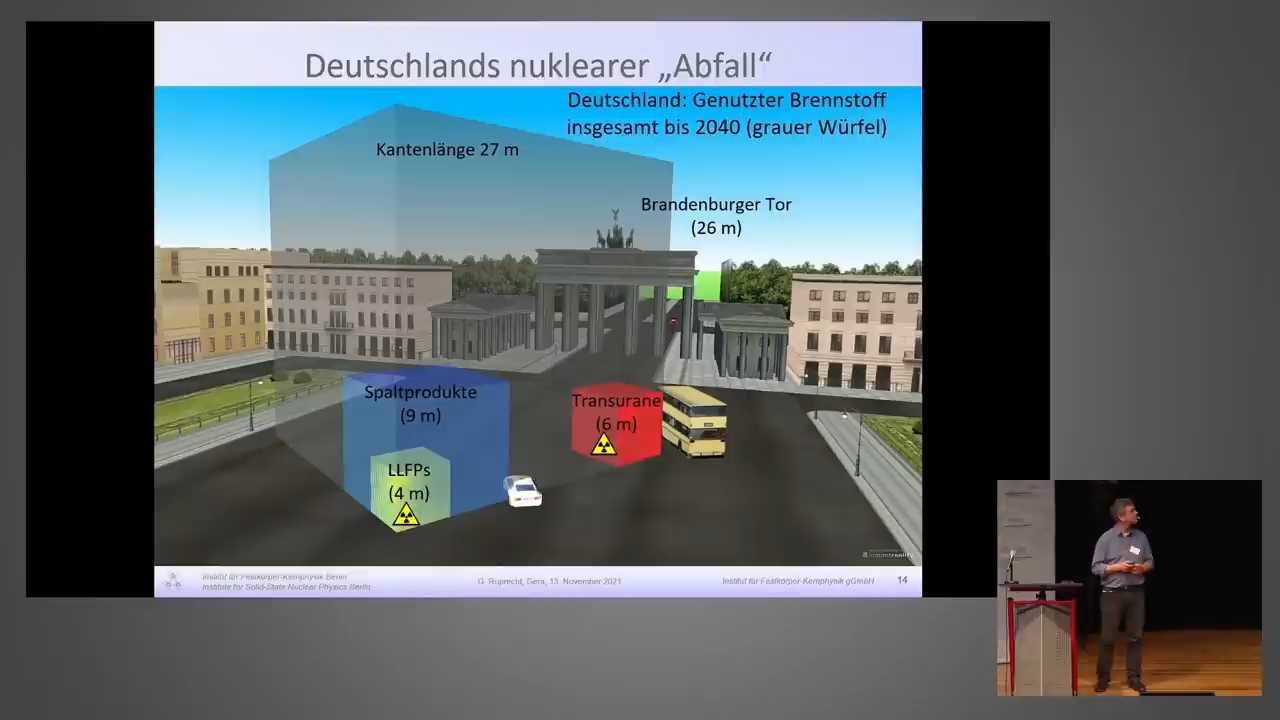 Deutschlands nuklearer „Abfall“
Deutschland: Genutzter Brennstoff
insgesamt bis 2040 (grauer Würfel)
Kantenlänge 27 m
Brandenburger Tor
(26 m)
Spaltprodukte
(9 m)
Transurane
(6 m)
LLFPs
(4 m)
Institut für Festkörper-Kernphysik Berlin
Institute for Solid-State Nuclear Physics Berlin
G. Ruprecht, Gera, 13. November 2021
Institut für Festkörper-Kernphysik gGmbH
14